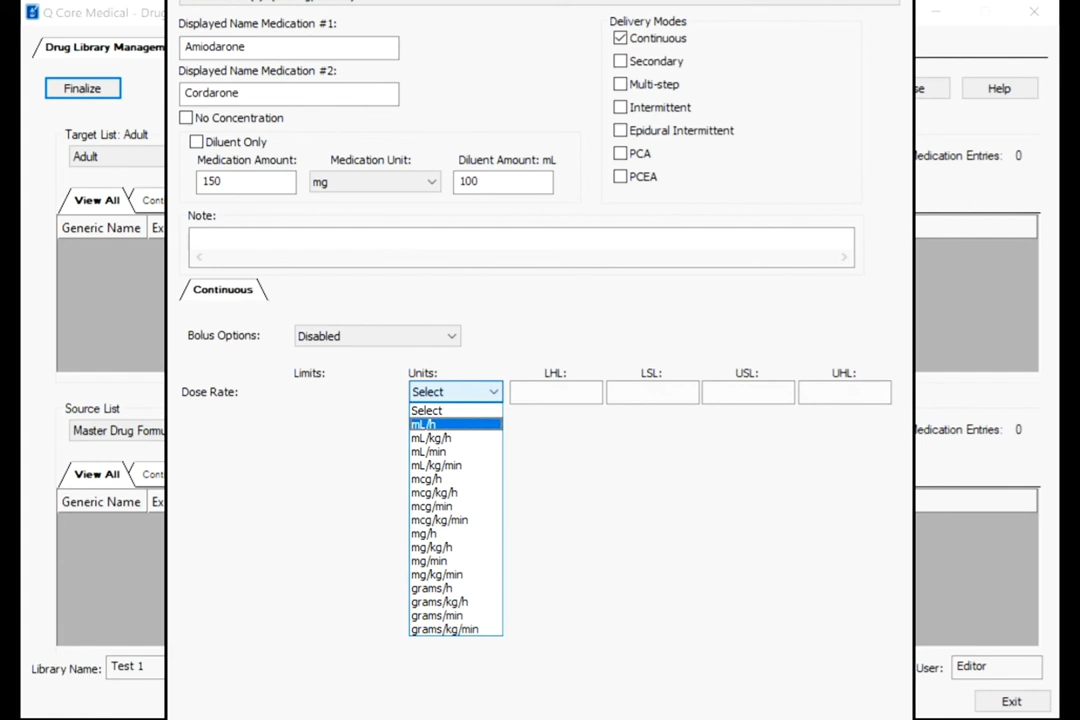 Q Core Medical - Drug
Drug Library Managem
Finalize
Help
Target List: Adult
Adult
edication Entries: 0
View All
Cont
Generic Name
Ex
Source List
Master Drug Formu
edication Entries: 0
View All
Cont
Generic Name
Ex
Library Name:
Test 1
User:
Editor
Exit
Displayed Name Medication #1:
Amiodarone
Displayed Name Medication #2:
Cordarone
No Concentration
Diluent Only
Medication Amount:
Medication Unit:
Diluent Amount: mL
150
mg
100
Delivery Modes
Continuous
Secondary
Multi-step
Intermittent
Epidural Intermittent
PCA
PCEA
Note:
Continuous
Bolus Options:
Disabled
Limits:
Units:
LHL:
LSL:
USL:
UHL:
Dose Rate:
Select
Select
mL/h
mL/kg/h
mL/min
mL/kg/min
mcg/h
mcg/kg/h
mcg/min
mcg/kg/min
mg/h
mg/kg/h
mg/min
mg/kg/min
grams/h
grams/kg/h
grams/min
grams/kg/min